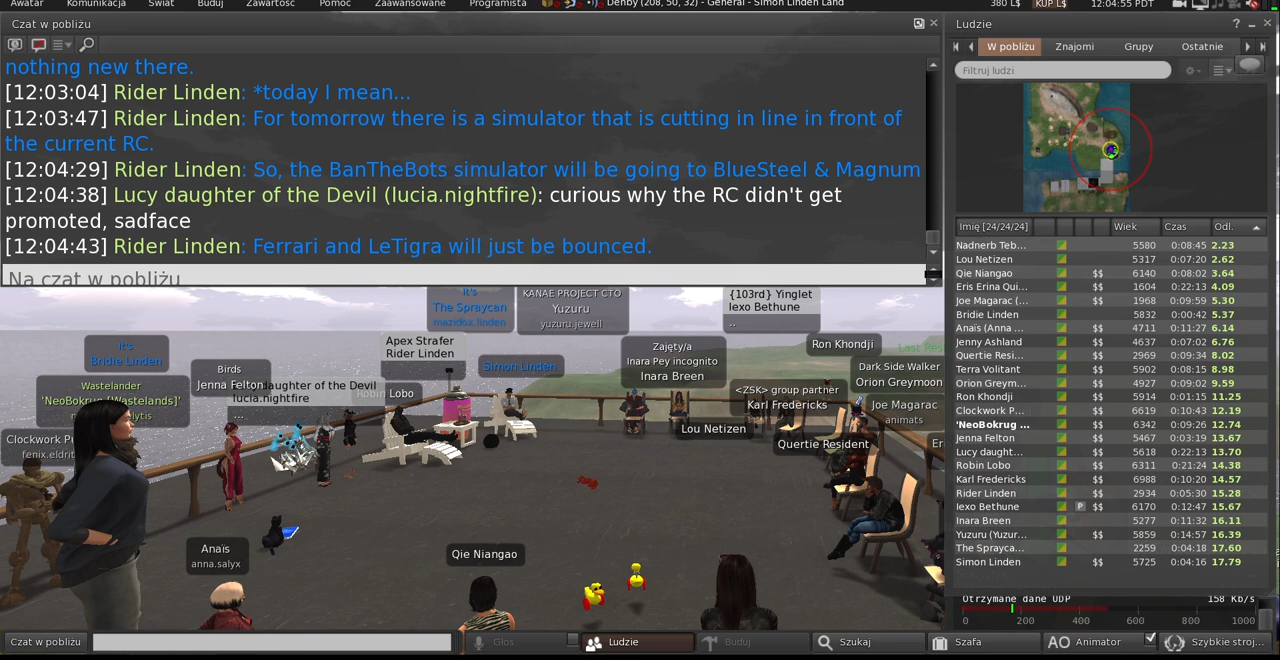 Awatar Komunikacja Świat Buduj Zawartość Pomoc Zaawansowane Programista Denby (208, 50, 32) - General - Simon Linden Land 380 L$ KUP L$ 12:04:55 PDT
Czat w pobliżu
nothing new there.
[12:03:04] Rider Linden: *today I mean...
[12:03:47] Rider Linden: For tomorrow there is a simulator that is cutting in line in front of
the current RC.
[12:04:29] Rider Linden: So, the BanTheBots simulator will be going to BlueSteel & Magnum
[12:04:38] Lucy daughter of the Devil (lucia.nightfire): curious why the RC didn't get
promoted, sadface
[12:04:43] Rider Linden: Ferrari and LeTigra will just be bounced.
Na czat w pobliżu
It's
The Spraycan
mazidox.linden
KANAE PROJECT CTO
Yuzuru
yuzuru.jewell
{103rd} Yinglet
Iexo Bethune
..
It's
Bridie Linden
Apex Strafer
Rider Linden
Simon Linden
Zajęty/a
Inara Pey incognito
Inara Breen
Ron Khondji
Last Res
Dark Side Walker
Orion Greymoon
Birds
Jenna Felton
...
daughter of the Devil
lucia.nightfire
Robin Lobo
Wastelander
'NeoBokrug [Wastelands]'
<ZSK> group partner
Karl Fredericks
Joe Magarac
animats
Lou Netizen
Quertie Resident
Clockwork P
fenix.eldrit
Anaïs
anna.salyx
Qie Niangao
Ludzie
W pobliżu Znajomi Grupy Ostatnie
Filtruj ludzi
Imię [24/24/24] Wiek Czas Odl.
Nadnerb Teb... 5580 0:08:45 2.23
Lou Netizen 5317 0:07:20 2.62
Qie Niangao $$ 6140 0:08:02 3.64
Eris Erina Qui... $$ 1604 0:22:13 4.09
Joe Magarac (... $$ 1968 0:09:59 5.30
Bridie Linden 5832 0:00:42 5.37
Anaïs (Anna ... $$ 4711 0:11:27 6.14
Jenny Ashland $$ 4637 0:07:02 6.76
Quertie Resi... $$ 2969 0:09:34 8.02
Terra Volitant $$ 5902 0:08:15 8.98
Orion Greym... $$ 4927 0:09:02 9.59
Ron Khondji $$ 5914 0:01:15 11.25
Clockwork P... $$ 6619 0:10:43 12.19
'NeoBokrug ... $$ 6342 0:09:26 12.74
Jenna Felton $$ 5467 0:03:19 13.67
Lucy daught... $$ 5618 0:22:13 13.70
Robin Lobo $$ 6311 0:21:24 14.38
Karl Fredericks $$ 6988 0:10:20 14.57
Rider Linden $$ 2934 0:05:30 15.28
Iexo Bethune P $$ 6170 0:12:47 15.67
Inara Breen 5277 0:11:32 16.11
Yuzuru (Yuzur... $$ 5859 0:14:57 16.39
The Sprayca... 2259 0:04:18 17.60
Simon Linden $$ 5725 0:04:16 17.79
Otrzymane dane UDP 158 Kb/s
0 200 400 600 800 1000
Czat w pobliżu Głos Ludzie Buduj Szukaj Szafa AO Animator Szybkie stroj...